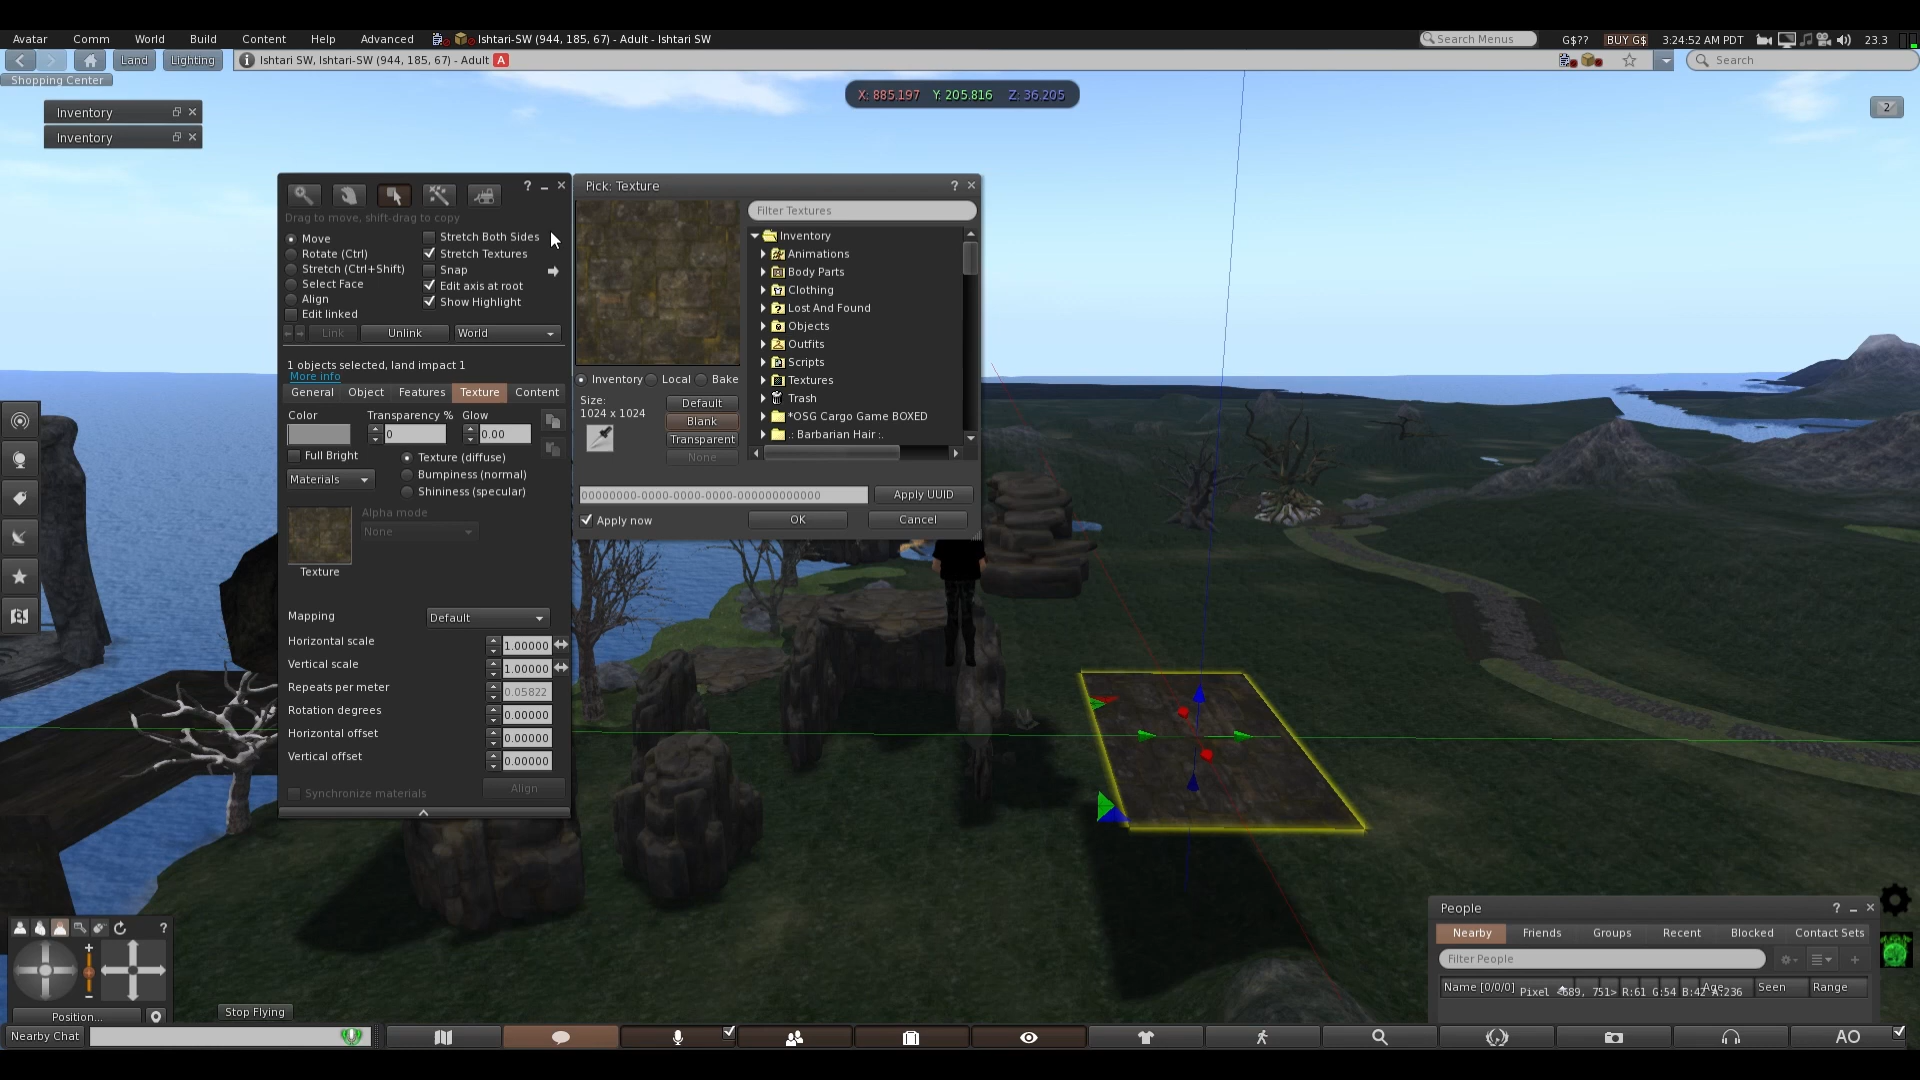 Avatar Comm World Build Content Help Advanced Ishtari-SW (944, 185, 67) - Adult - Ishtari SW Search Menus G$?? BUY G$ 3:24:52 AM PDT 23.3
Land Lighting Ishtari SW, Ishtari-SW (944, 185, 67) - Adult A Search
Shopping Center
X: 885.197 Y: 205.816 Z: 36.205
2
Inventory
Inventory
Drag to move, shift-drag to copy
Move
Rotate (Ctrl)
Stretch (Ctrl+Shift)
Select Face
Align
Edit linked
Stretch Both Sides
Stretch Textures
Snap
Edit axis at root
Show Highlight
Link Unlink World
1 objects selected, land impact 1
More info
General Object Features Texture Content
Color Transparency % Glow
0 0.00
Full Bright
Materials
Texture (diffuse)
Bumpiness (normal)
Shininess (specular)
Alpha mode
None
Texture
Mapping Default
Horizontal scale 1.00000
Vertical scale 1.00000
Repeats per meter 0.05822
Rotation degrees 0.00000
Horizontal offset 0.00000
Vertical offset 0.00000
Synchronize materials Align
Pick: Texture ?
Filter Textures
Inventory
Animations
Body Parts
Clothing
Lost And Found
Objects
Outfits
Scripts
Textures
Trash
*OSG Cargo Game BOXED
.: Barbarian Hair :.
Inventory Local Bake
Size:
1024 x 1024
Default
Blank
Transparent
None
00000000-0000-0000-0000-000000000000 Apply UUID
Apply now OK Cancel
People ?
Nearby Friends Groups Recent Blocked Contact Sets
Filter People
Name [0/0/0] Age Seen Range
Pixel <689, 751> R:61 G:54 B:42 A:236
Position...
Stop Flying
Nearby Chat
AO